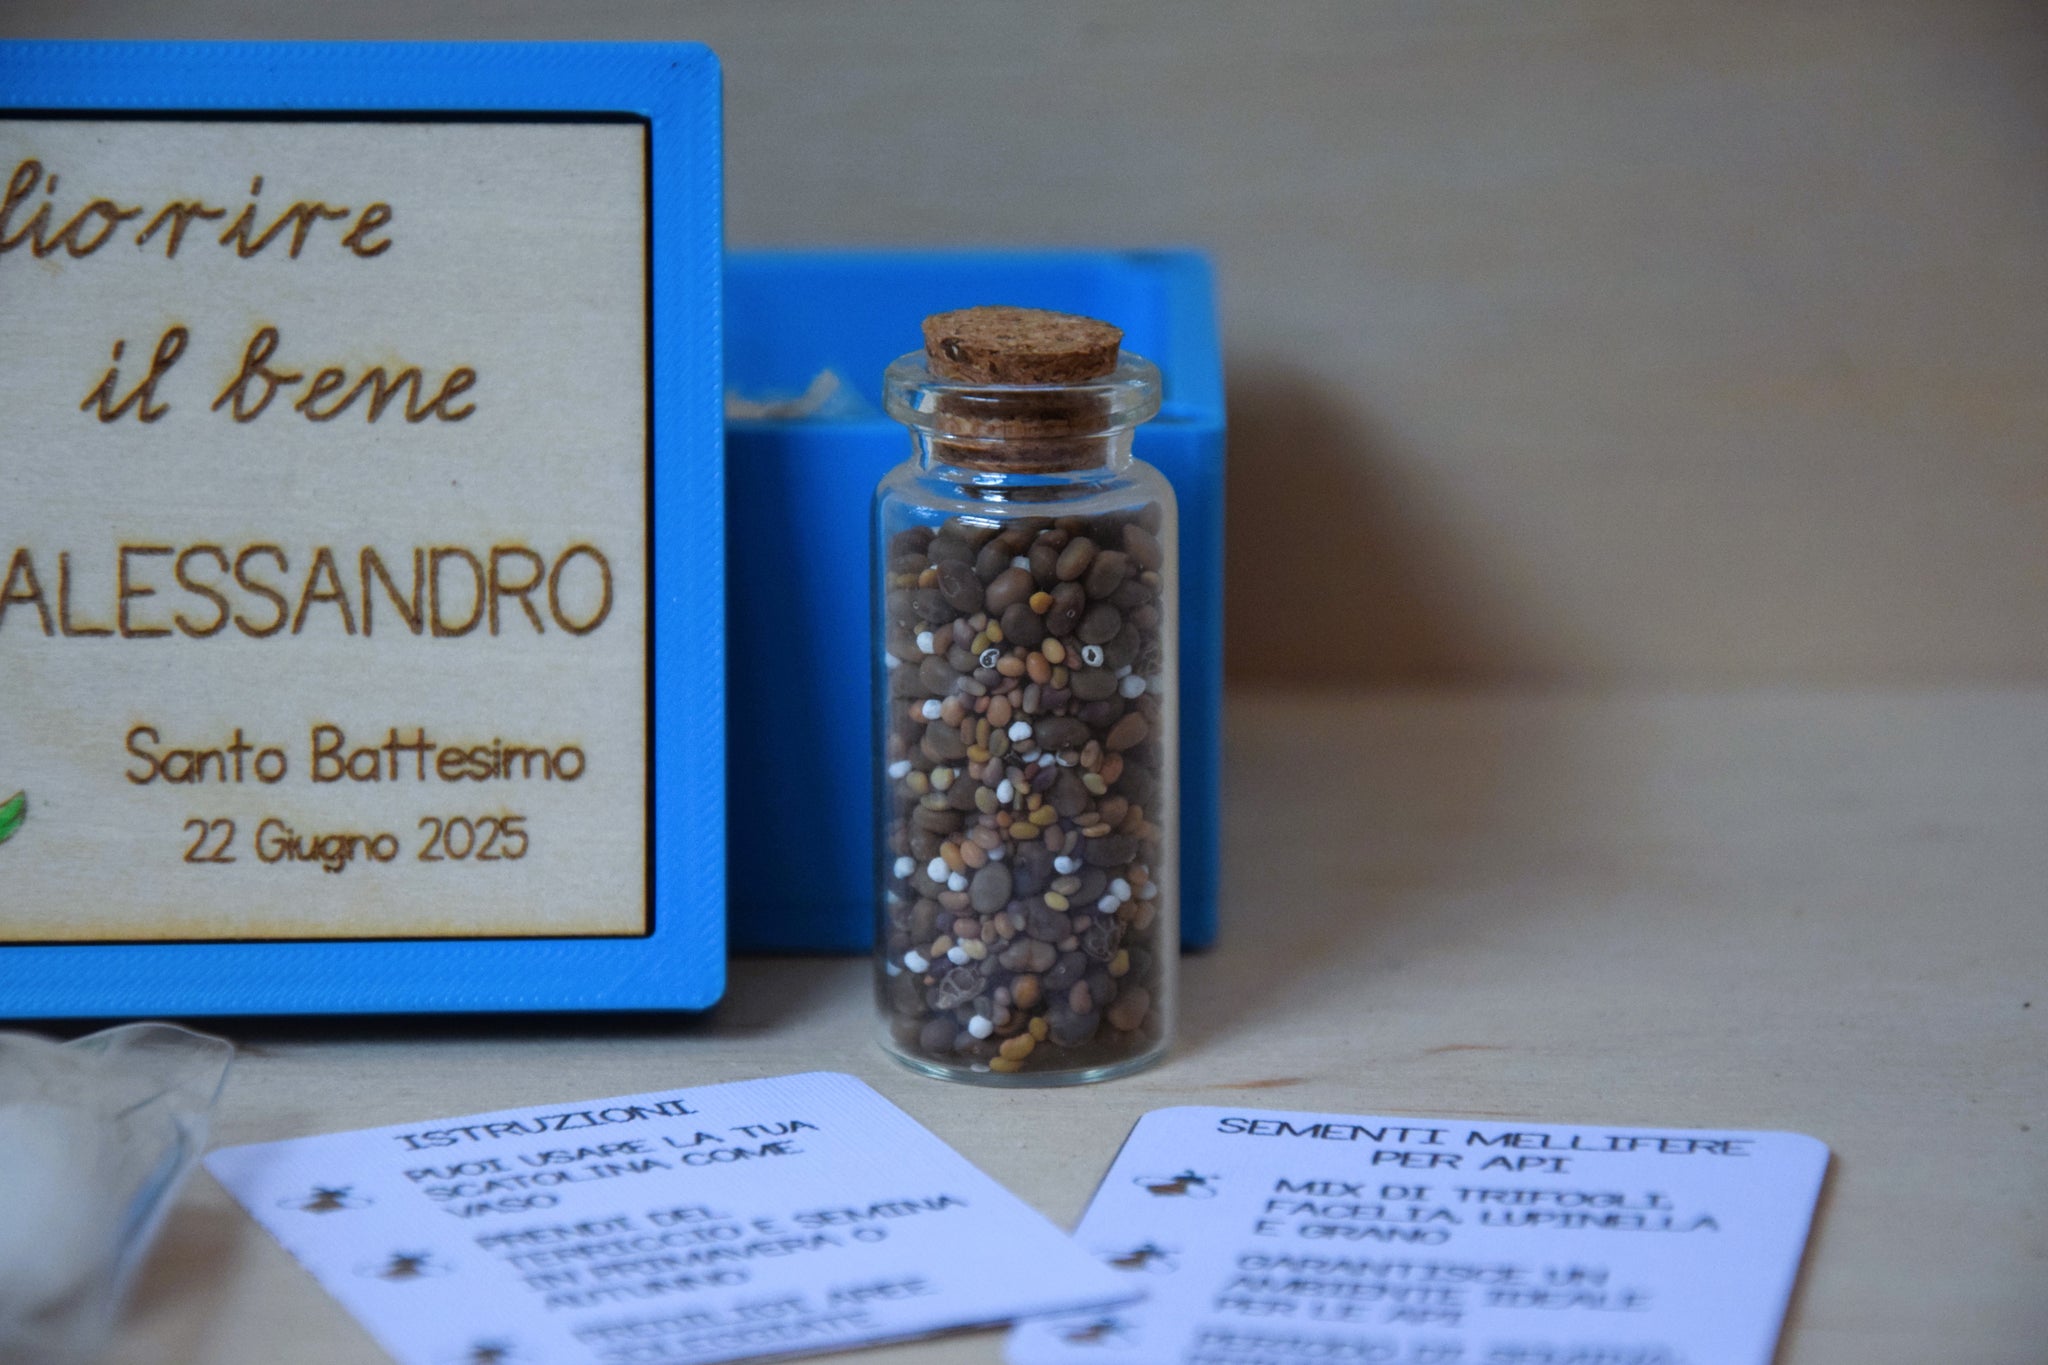 fiorire
il bene
ALESSANDRO
Santo Battesimo
22 Giugno 2025
ISTRUZIONI
PUOI USARE LA TUA
SCATOLINA COME
VASO
PRENDI DEL
TERRICCIO E SEMINA
IN PRIMAVERA O
AUTUNNO
SEMENTI MELLIFERE
PER API
MIX DI TRIFOGLI,
FACELIA, LUPINELLA
E GRANO
GARANTISCE UN
AMBIENTE IDEALE
PER LE API